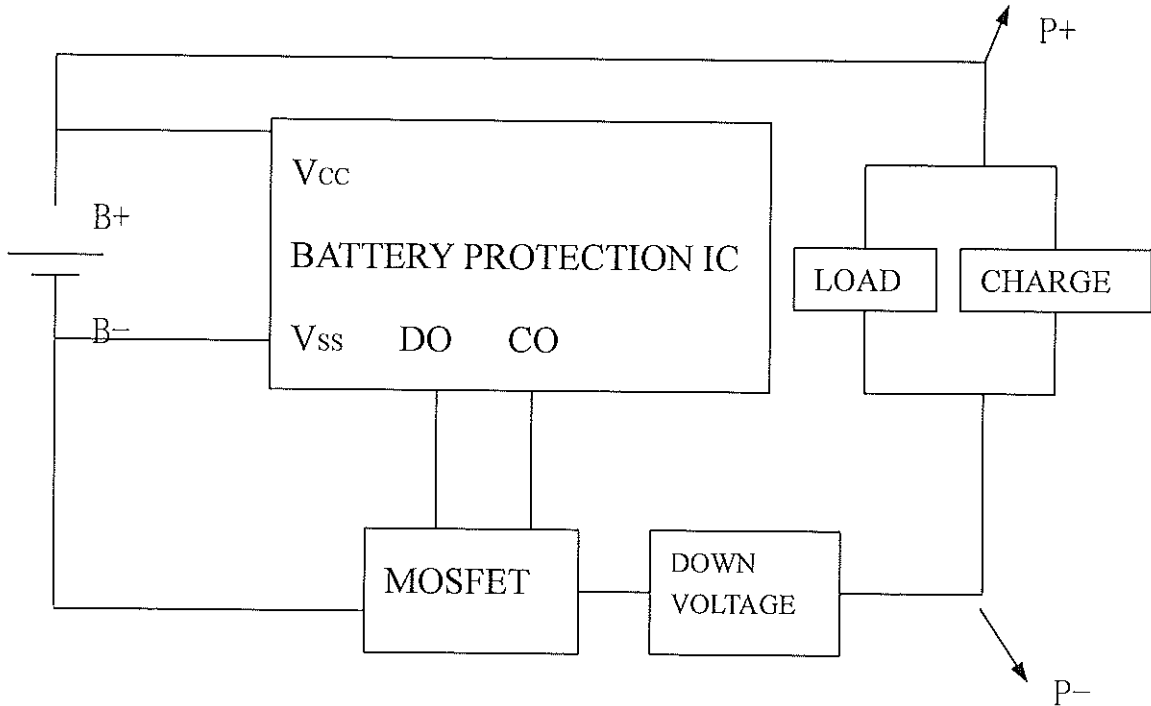 P+
Vcc
B+
BATTERY PROTECTION IC
LOAD
CHARGE
B-
Vss DO CO
MOSFET
DOWN
VOLTAGE
P-